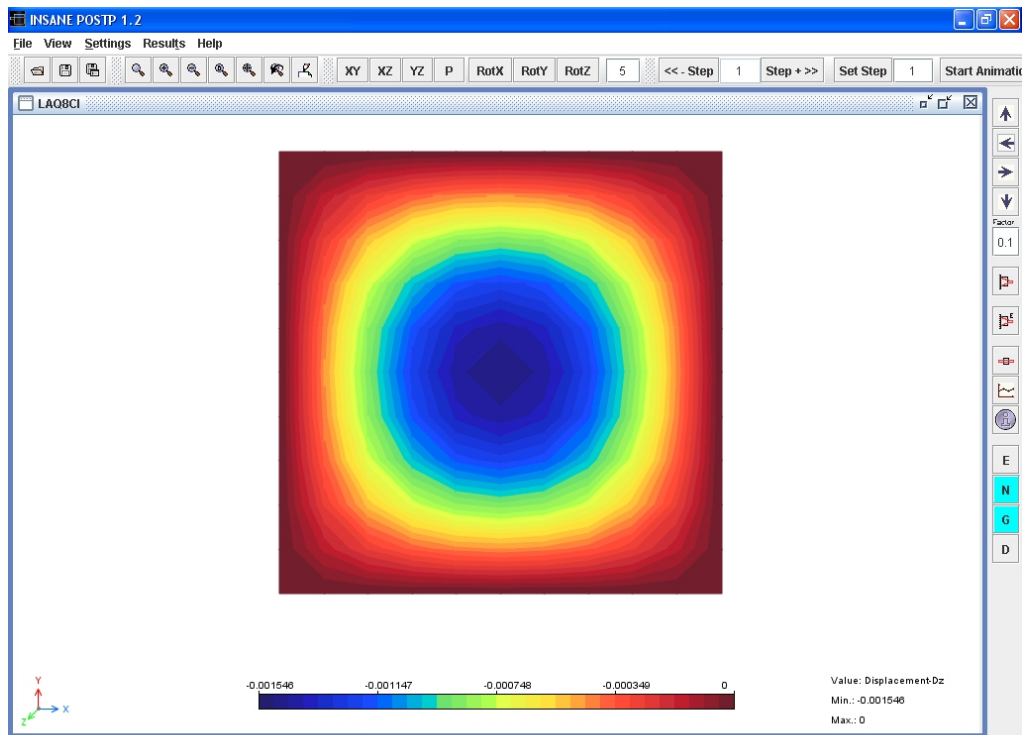 INSANE POSTP 1.2
File View Settings Results Help
XY XZ YZ P RotX RotY RotZ 5 << - Step 1 Step + >> Set Step 1 Start Animatic
LAQ8CI
Factor
0.1
E
E
N
G
D
Y
X
Z
-0.001546 -0.001147 -0.000748 -0.000349 0
Value: Displacement-Dz
Min.: -0.001546
Max.: 0